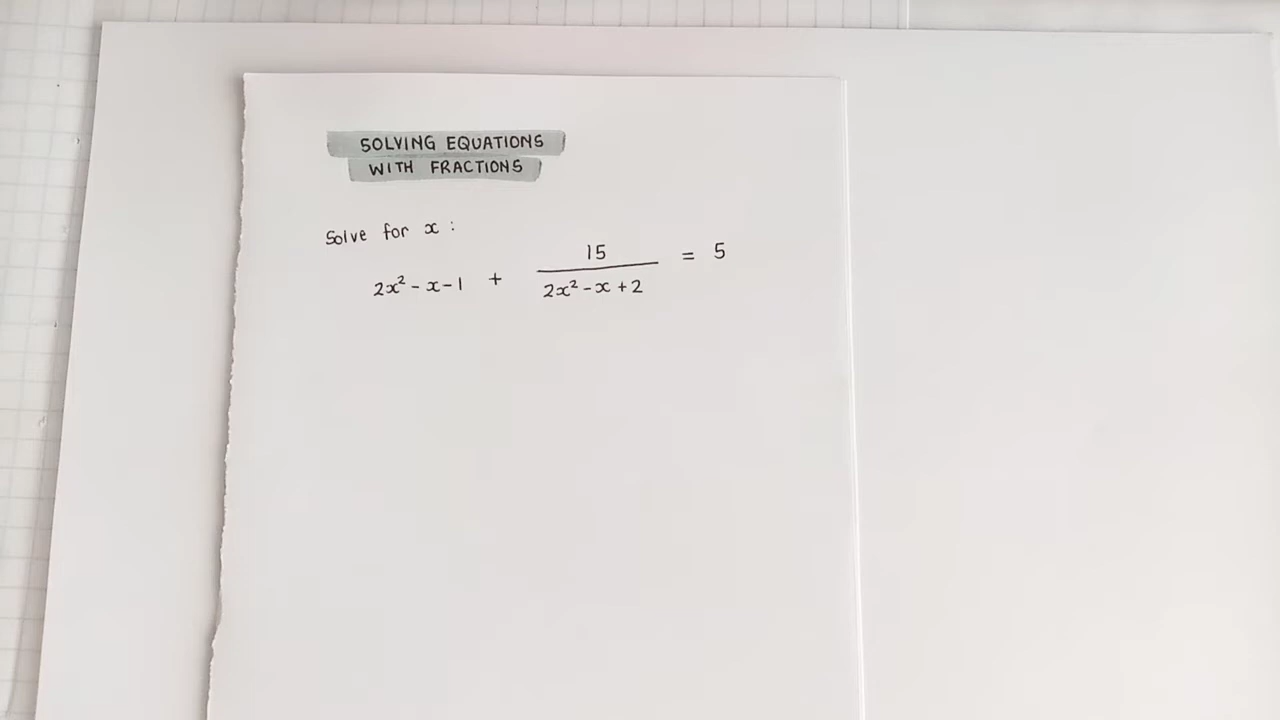 SOLVING EQUATIONS
WITH FRACTIONS
Solve for x :
2x² - x - 1 + 15 / (2x² - x + 2) = 5